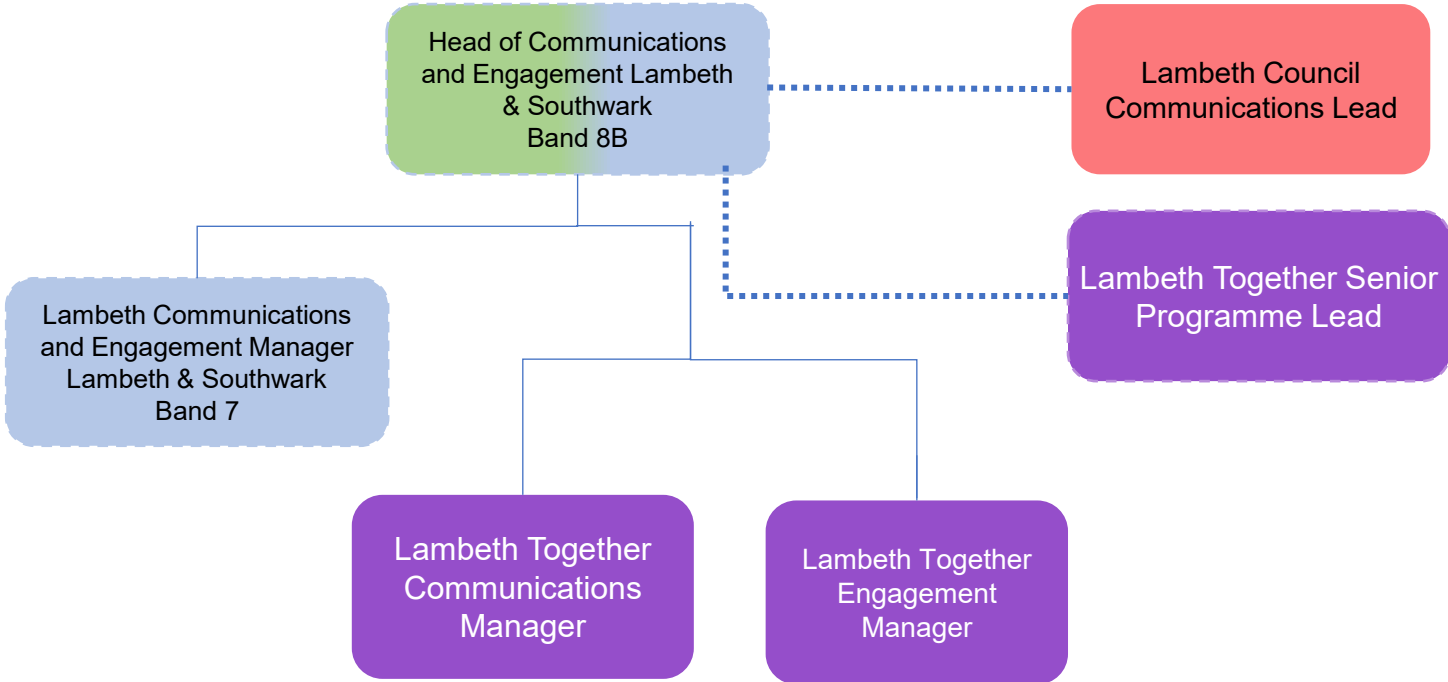 Head of Communications
and Engagement Lambeth
& Southwark
Band 8B
Lambeth Council
Communications Lead
Lambeth Together Senior
Programme Lead
Lambeth Communications
and Engagement Manager
Lambeth & Southwark
Band 7
Lambeth Together
Communications
Manager
Lambeth Together
Engagement
Manager